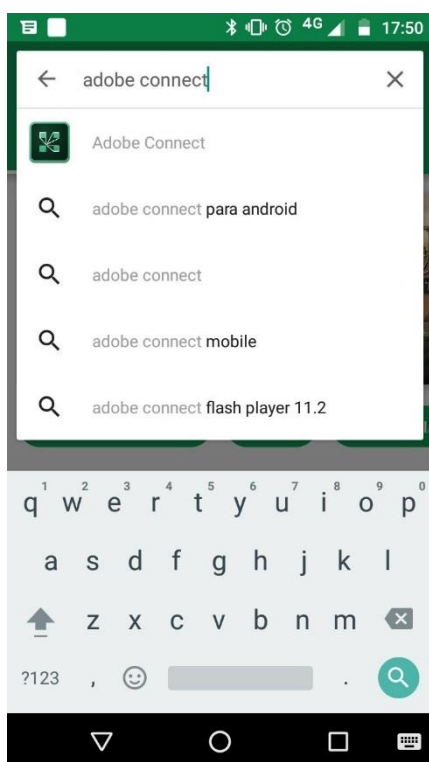 4G 17:50
adobe connect
Adobe Connect
adobe connect para android
adobe connect
adobe connect mobile
adobe connect flash player 11.2
1 2 3 4 5 6 7 8 9 0
q w e r t y u i o p
a s d f g h j k l
z x c v b n m
?123 , .